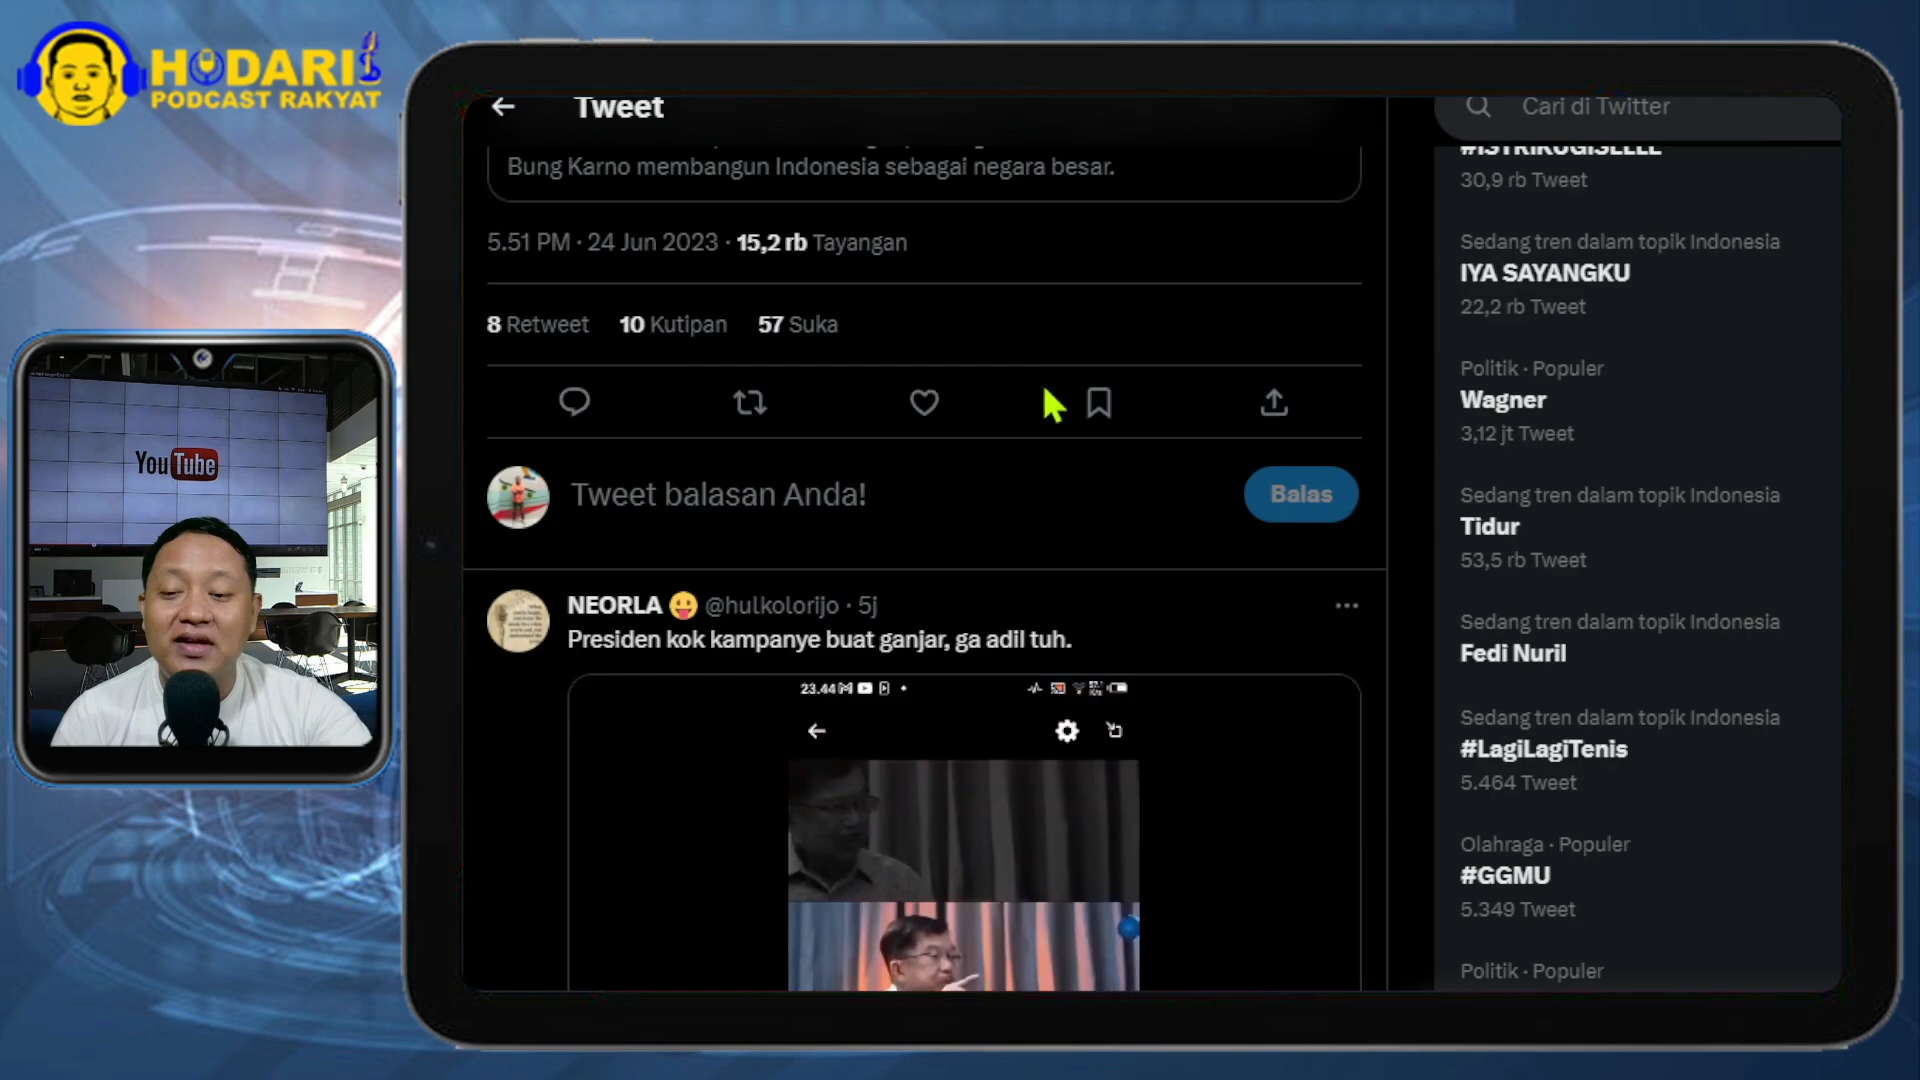 HODARI
PODCAST RAKYAT
YouTube
Tweet
Bung Karno membangun Indonesia sebagai negara besar.
5.51 PM · 24 Jun 2023 · 15,2 rb Tayangan
8 Retweet 10 Kutipan 57 Suka
Tweet balasan Anda!
Balas
NEORLA 😛 @hulkolorijo · 5j
Presiden kok kampanye buat ganjar, ga adil tuh.
23.44
Cari di Twitter
#ISTRIKUGISELLE
30,9 rb Tweet
Sedang tren dalam topik Indonesia
IYA SAYANGKU
22,2 rb Tweet
Politik · Populer
Wagner
3,12 jt Tweet
Sedang tren dalam topik Indonesia
Tidur
53,5 rb Tweet
Sedang tren dalam topik Indonesia
Fedi Nuril
Sedang tren dalam topik Indonesia
#LagiLagiTenis
5.464 Tweet
Olahraga · Populer
#GGMU
5.349 Tweet
Politik · Populer